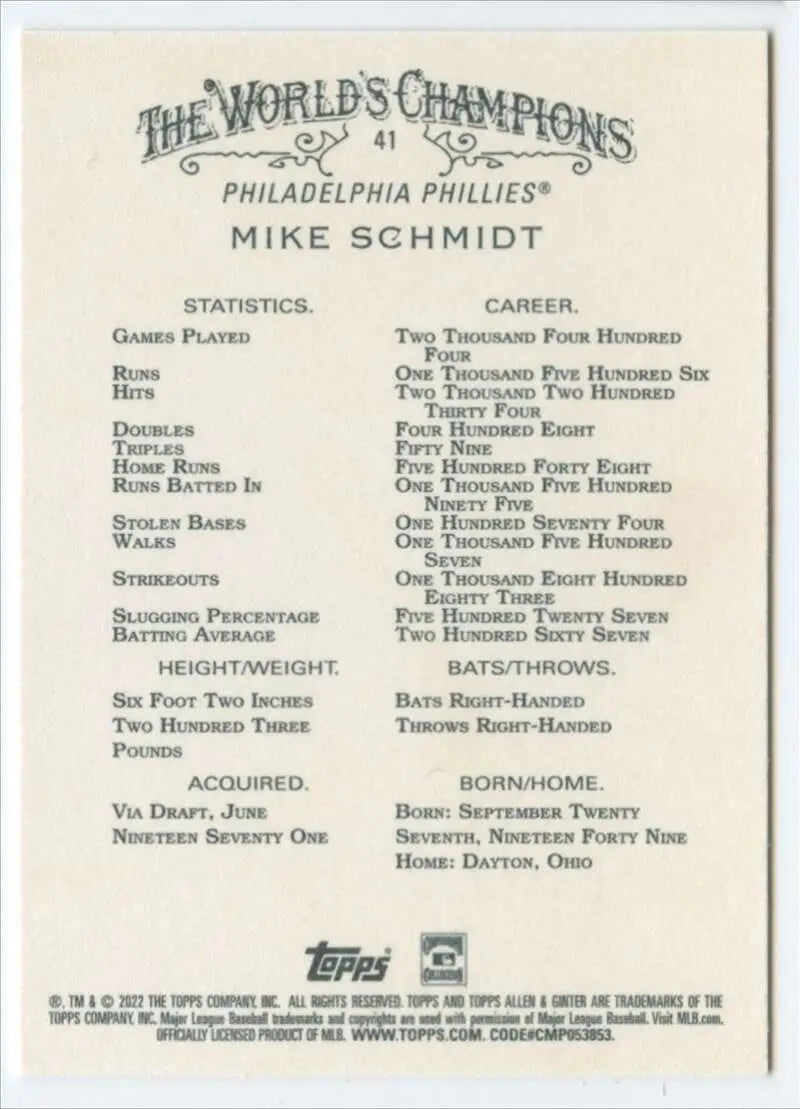 THE WORLD'S CHAMPIONS
41
PHILADELPHIA PHILLIES®
MIKE SCHMIDT
STATISTICS. CAREER.
GAMES PLAYED TWO THOUSAND FOUR HUNDRED
FOUR
RUNS ONE THOUSAND FIVE HUNDRED SIX
HITS TWO THOUSAND TWO HUNDRED
THIRTY FOUR
DOUBLES FOUR HUNDRED EIGHT
TRIPLES FIFTY NINE
HOME RUNS FIVE HUNDRED FORTY EIGHT
RUNS BATTED IN ONE THOUSAND FIVE HUNDRED
NINETY FIVE
STOLEN BASES ONE HUNDRED SEVENTY FOUR
WALKS ONE THOUSAND FIVE HUNDRED
SEVEN
STRIKEOUTS ONE THOUSAND EIGHT HUNDRED
EIGHTY THREE
SLUGGING PERCENTAGE FIVE HUNDRED TWENTY SEVEN
BATTING AVERAGE TWO HUNDRED SIXTY SEVEN
HEIGHT/WEIGHT. BATS/THROWS.
SIX FOOT TWO INCHES BATS RIGHT-HANDED
TWO HUNDRED THREE THROWS RIGHT-HANDED
POUNDS
ACQUIRED. BORN/HOME.
VIA DRAFT, JUNE BORN: SEPTEMBER TWENTY
NINETEEN SEVENTY ONE SEVENTH, NINETEEN FORTY NINE
HOME: DAYTON, OHIO
Topps
®, TM & © 2022 THE TOPPS COMPANY, INC. ALL RIGHTS RESERVED. TOPPS AND TOPPS ALLEN & GINTER ARE TRADEMARKS OF THE
TOPPS COMPANY, INC. Major League Baseball trademarks and copyrights are used with permission of Major League Baseball. Visit MLB.com.
OFFICIALLY LICENSED PRODUCT OF MLB. WWW.TOPPS.COM. CODE#CMP053853.